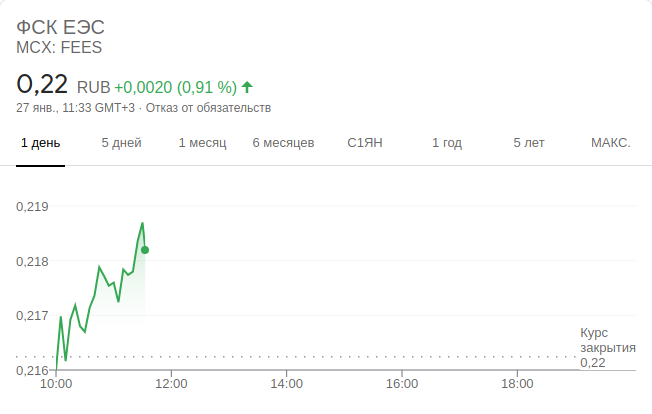 ФСК ЕЭС
MCX: FEES
0,22 RUB +0,0020 (0,91 %)
27 янв., 11:33 GMT+3 · Отказ от обязательств
1 день 5 дней 1 месяц 6 месяцев С1ЯН 1 год 5 лет МАКС.
0,219
0,218
0,217
Курс
закрытия
0,22
0,216
10:00 12:00 14:00 16:00 18:00